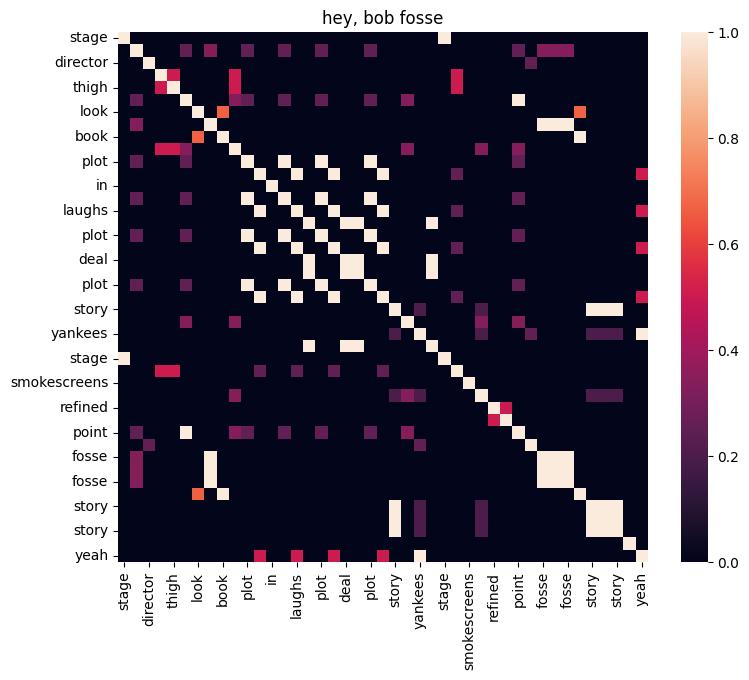 hey, bob fosse
stage
director
thigh
look
book
plot
in
laughs
plot
deal
plot
story
yankees
stage
smokescreens
refined
point
fosse
fosse
story
story
yeah
1.0
0.8
0.6
0.4
0.2
0.0
stage
director
thigh
look
book
plot
in
laughs
plot
deal
plot
story
yankees
stage
smokescreens
refined
point
fosse
fosse
story
story
yeah